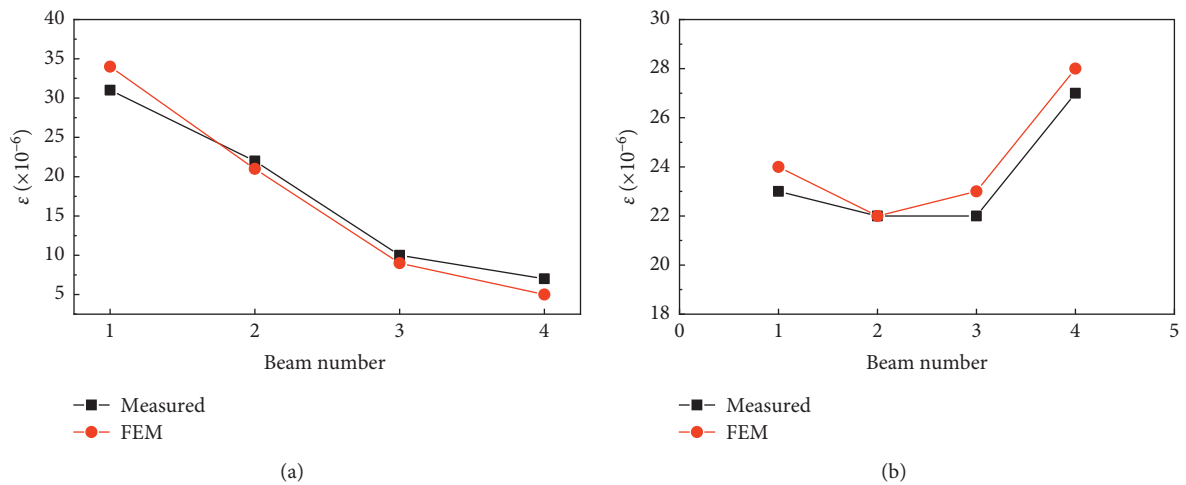 40
35
30
25
20
15
10
5
ε (×10⁻⁶)
1 2 3 4
Beam number
Measured
FEM
(a)
30
28
26
24
22
20
18
ε (×10⁻⁶)
0 1 2 3 4 5
Beam number
Measured
FEM
(b)